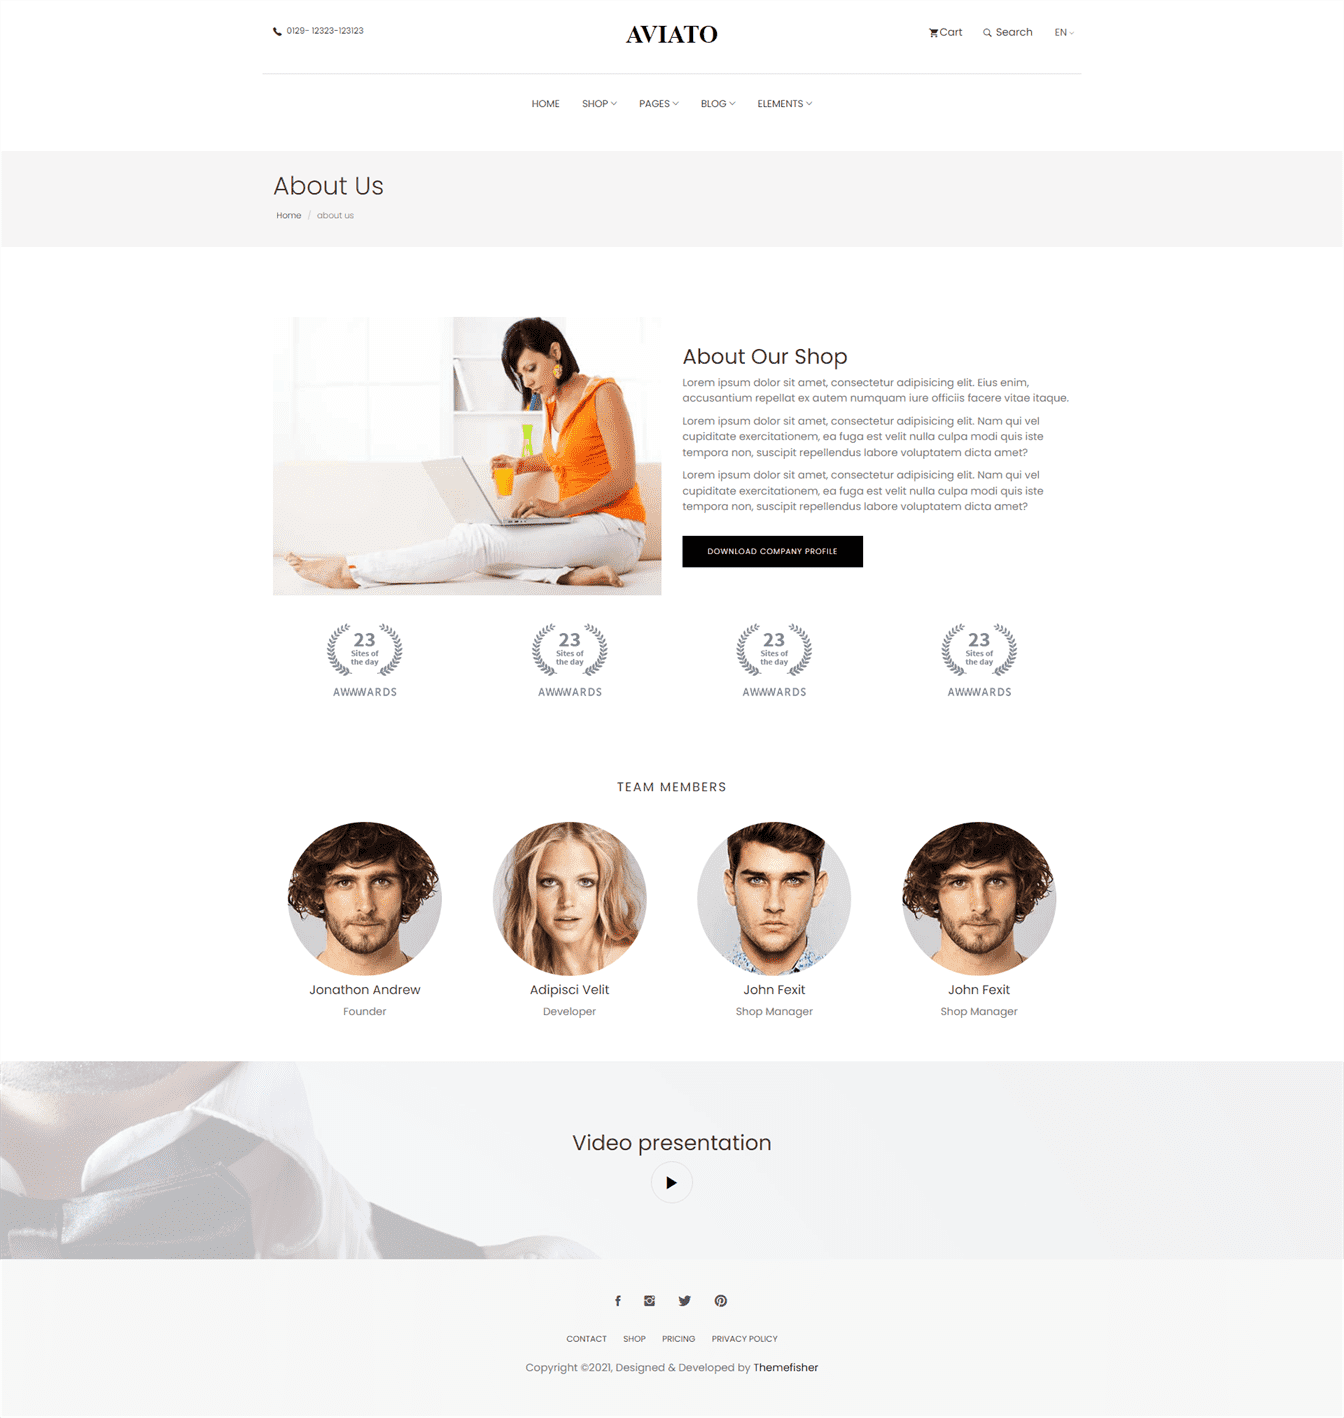 0129- 12323-123123
AVIATO
Cart
Search
EN
HOME
SHOP
PAGES
BLOG
ELEMENTS
About Us
Home / about us
About Our Shop
Lorem ipsum dolor sit amet, consectetur adipisicing elit. Eius enim,
accusantium repellat ex autem numquam iure officiis facere vitae itaque.
Lorem ipsum dolor sit amet, consectetur adipisicing elit. Nam qui vel
cupiditate exercitationem, ea fuga est velit nulla culpa modi quis iste
tempora non, suscipit repellendus labore voluptatem dicta amet?
Lorem ipsum dolor sit amet, consectetur adipisicing elit. Nam qui vel
cupiditate exercitationem, ea fuga est velit nulla culpa modi quis iste
tempora non, suscipit repellendus labore voluptatem dicta amet?
DOWNLOAD COMPANY PROFILE
23
Sites of
the day
AWWWARDS
23
Sites of
the day
AWWWARDS
23
Sites of
the day
AWWWARDS
23
Sites of
the day
AWWWARDS
TEAM MEMBERS
Jonathon Andrew
Founder
Adipisci Velit
Developer
John Fexit
Shop Manager
John Fexit
Shop Manager
Video presentation
CONTACT
SHOP
PRICING
PRIVACY POLICY
Copyright ©2021, Designed & Developed by Themefisher